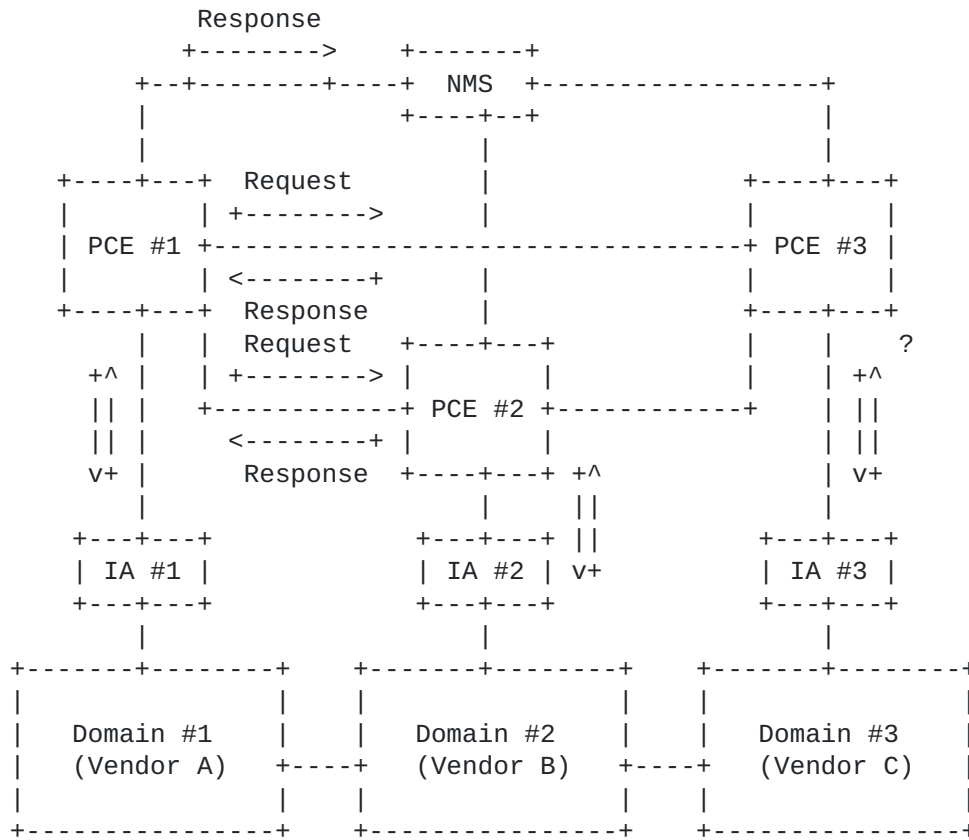 Response
NMS
Request
PCE #1 PCE #3
Response
Request ?
PCE #2
Response
IA #1 IA #2 IA #3
Domain #1 Domain #2 Domain #3
(Vendor A) (Vendor B) (Vendor C)